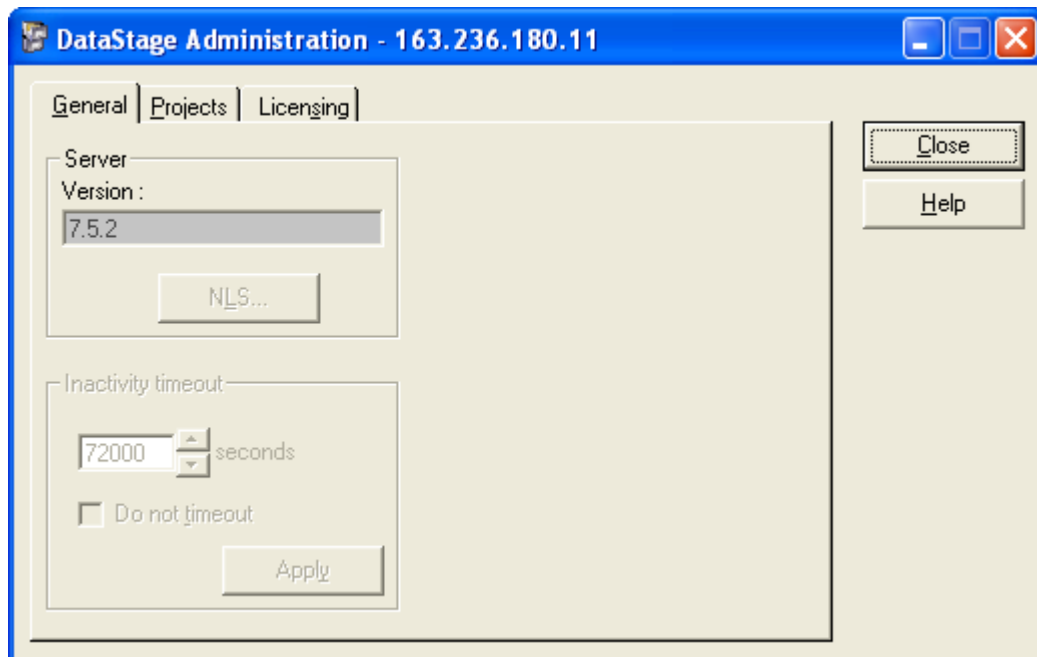 DataStage Administration - 163.236.180.11
General Projects Licensing
Server
Version :
7.5.2
NLS...
Inactivity timeout
72000 seconds
Do not timeout
Apply
Close
Help